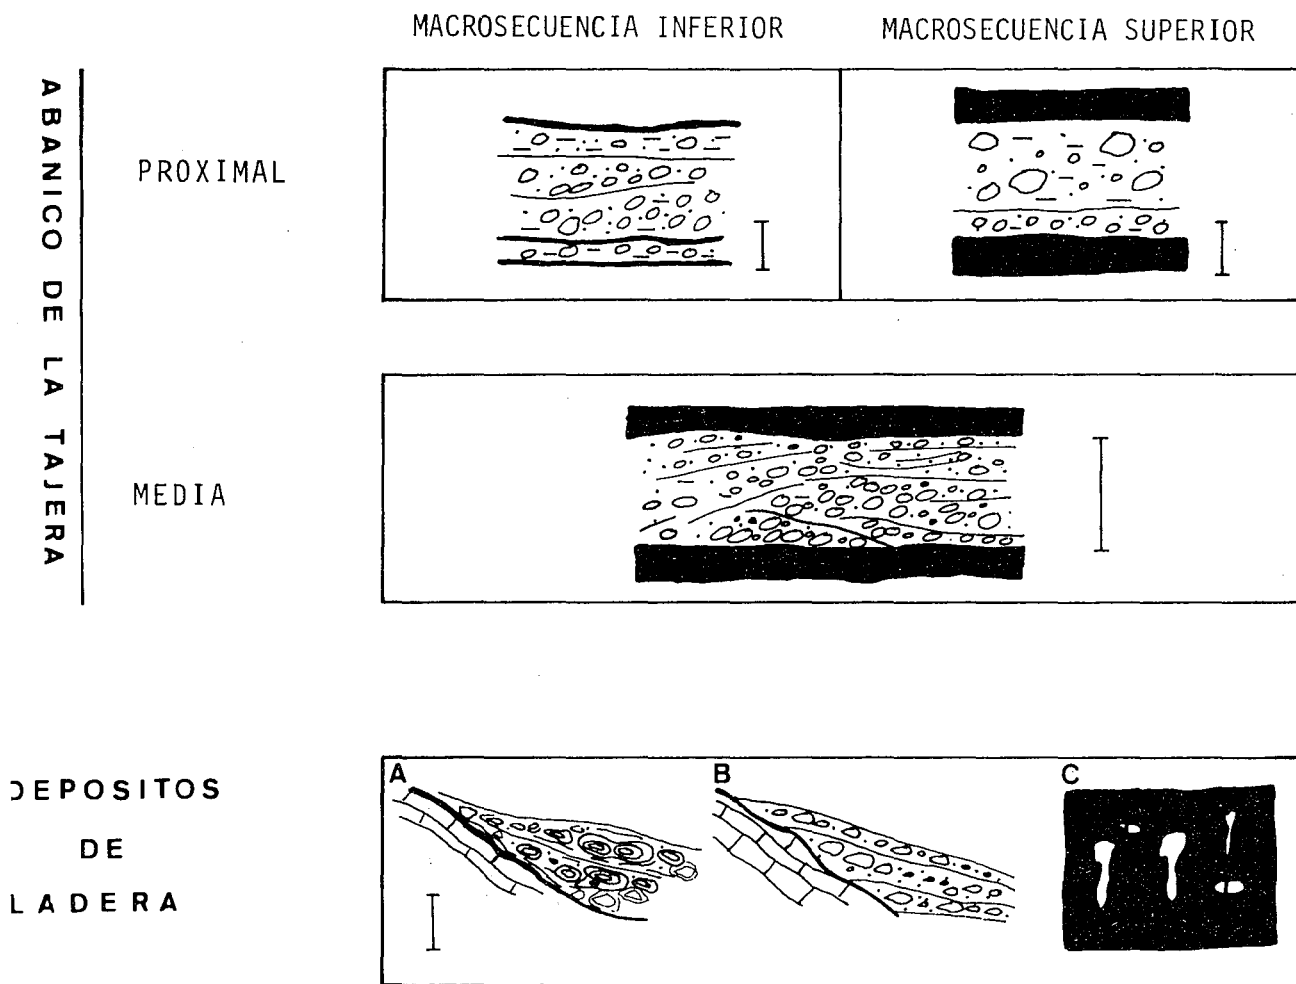 MACROSECUENCIA INFERIOR
MACROSECUENCIA SUPERIOR
ABANICO DE LA TAJERA
PROXIMAL
MEDIA
DEPOSITOS
DE
LADERA
A
B
C